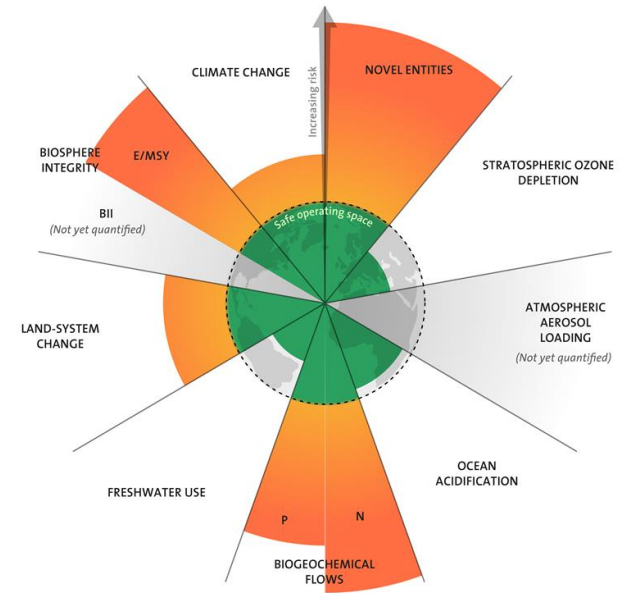 CLIMATE CHANGE
Increasing risk
NOVEL ENTITIES
BIOSPHERE
INTEGRITY
E/MSY
STRATOSPHERIC OZONE
DEPLETION
BII
(Not yet quantified)
Safe operating space
LAND-SYSTEM
CHANGE
ATMOSPHERIC
AEROSOL
LOADING
(Not yet quantified)
FRESHWATER USE
OCEAN
ACIDIFICATION
P
N
BIOGEOCHEMICAL
FLOWS